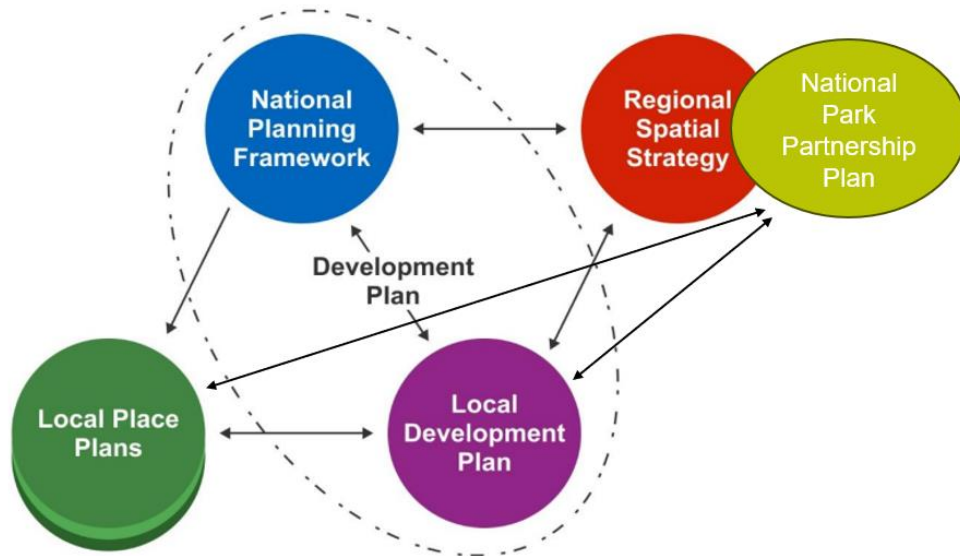 National
Planning
Framework
Regional
Spatial
Strategy
National
Park
Partnership
Plan
Development
Plan
Local Place
Plans
Local
Development
Plan